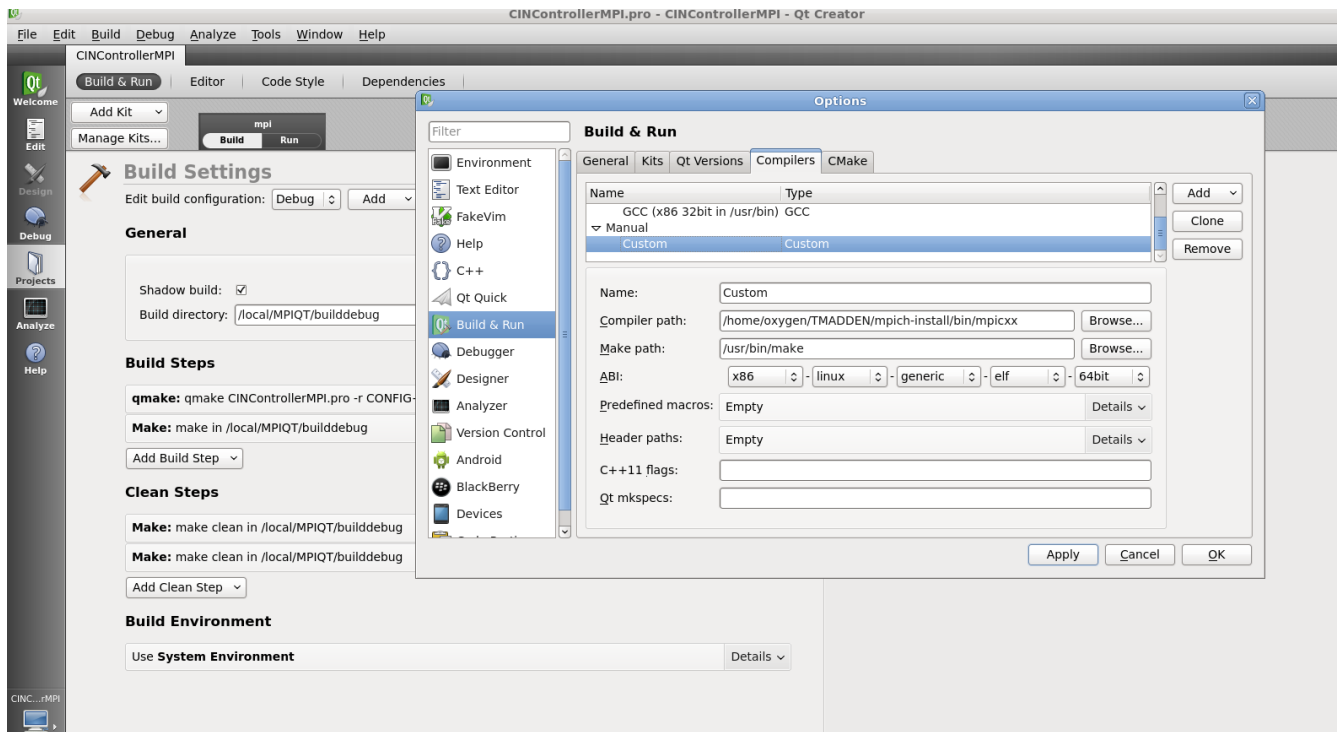 CINControllerMPI.pro - CINControllerMPI - Qt Creator
File Edit Build Debug Analyze Tools Window Help
CINControllerMPI
Build & Run Editor Code Style Dependencies
Welcome
Edit
Design
Debug
Projects
Analyze
Help
CINC...rMPI
Add Kit
Manage Kits...
mpi
Build Run
Build Settings
Edit build configuration: Debug Add
General
Shadow build:
Build directory: /local/MPIQT/builddebug
Build Steps
qmake: qmake CINControllerMPI.pro -r CONFIG
Make: make in /local/MPIQT/builddebug
Add Build Step
Clean Steps
Make: make clean in /local/MPIQT/builddebug
Make: make clean in /local/MPIQT/builddebug
Add Clean Step
Build Environment
Use System Environment Details
Options
Filter
Environment
Text Editor
FakeVim
Help
C++
Qt Quick
Build & Run
Debugger
Designer
Analyzer
Version Control
Android
BlackBerry
Devices
Build & Run
General Kits Qt Versions Compilers CMake
Name Type
GCC (x86 32bit in /usr/bin) GCC
Manual
Custom Custom
Add
Clone
Remove
Name: Custom
Compiler path: /home/oxygen/TMADDEN/mpich-install/bin/mpicxx Browse...
Make path: /usr/bin/make Browse...
ABI: x86 - linux - generic - elf - 64bit
Predefined macros: Empty Details
Header paths: Empty Details
C++11 flags:
Qt mkspecs:
Apply Cancel OK